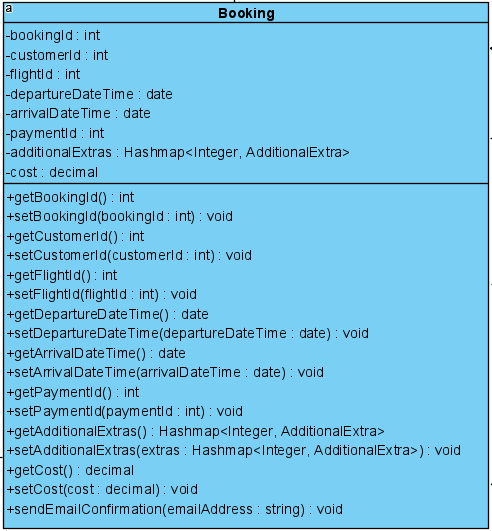 a
Booking
-bookingId : int
-customerId : int
-flightId : int
-departureDateTime : date
-arrivalDateTime : date
-paymentId : int
-additionalExtras : Hashmap<Integer, AdditionalExtra>
-cost : decimal
+getBookingId() : int
+setBookingId(bookingId : int) : void
+getCustomerId() : int
+setCustomerId(customerId : int) : void
+getFlightId() : int
+setFlightId(flightId : int) : void
+getDepartureDateTime() : date
+setDepartureDateTime(departureDateTime : date) : void
+getArrivalDateTime() : date
+setArrivalDateTime(arrivalDateTime : date) : void
+getPaymentId() : int
+setPaymentId(paymentId : int) : void
+getAdditionalExtras() : Hashmap<Integer, AdditionalExtra>
+setAdditionalExtras(extras : Hashmap<Integer, AdditionalExtra>) : void
+getCost() : decimal
+setCost(cost : decimal) : void
+sendEmailConfirmation(emailAddress : string) : void